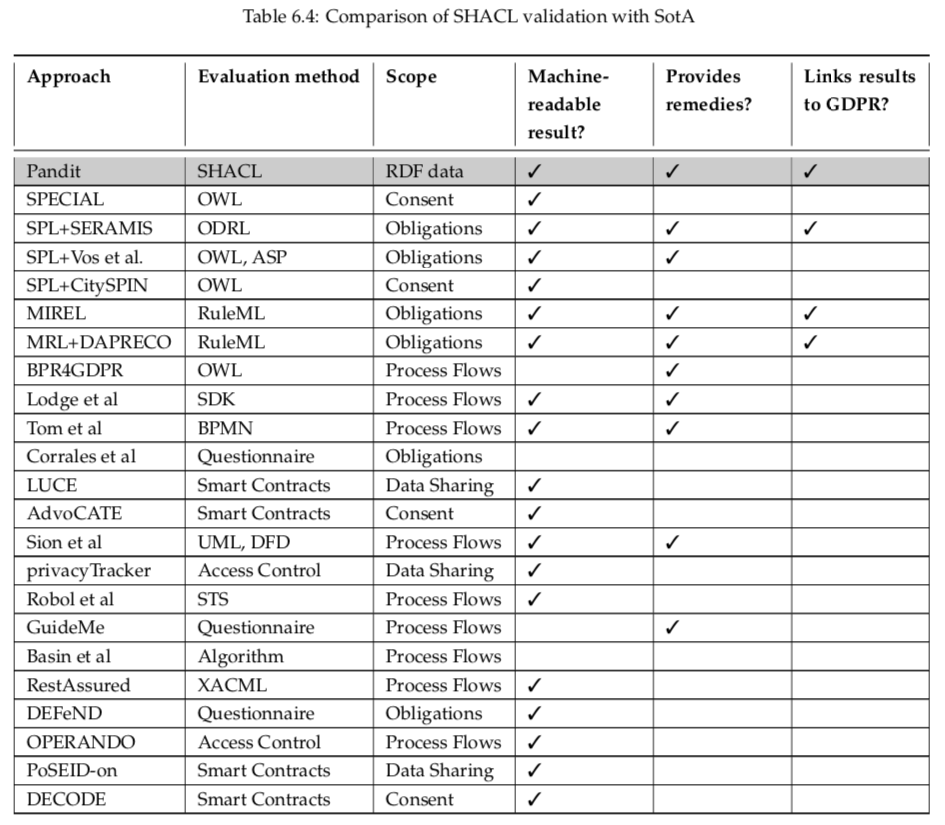 Table 6.4: Comparison of SHACL validation with SotA
Approach Evaluation method Scope Machine-readable result? Provides remedies? Links results to GDPR?
Pandit SHACL RDF data ✓ ✓ ✓
SPECIAL OWL Consent ✓
SPL+SERAMIS ODRL Obligations ✓ ✓ ✓
SPL+Vos et al. OWL, ASP Obligations ✓ ✓
SPL+CitySPIN OWL Consent ✓
MIREL RuleML Obligations ✓ ✓ ✓
MRL+DAPRECO RuleML Obligations ✓ ✓ ✓
BPR4GDPR OWL Process Flows ✓
Lodge et al SDK Process Flows ✓ ✓
Tom et al BPMN Process Flows ✓ ✓
Corrales et al Questionnaire Obligations
LUCE Smart Contracts Data Sharing ✓
AdvoCATE Smart Contracts Consent ✓
Sion et al UML, DFD Process Flows ✓ ✓
privacyTracker Access Control Data Sharing ✓
Robol et al STS Process Flows ✓
GuideMe Questionnaire Process Flows ✓
Basin et al Algorithm Process Flows
RestAssured XACML Process Flows ✓
DEFeND Questionnaire Obligations ✓
OPERANDO Access Control Process Flows ✓
PoSEID-on Smart Contracts Data Sharing ✓
DECODE Smart Contracts Consent ✓